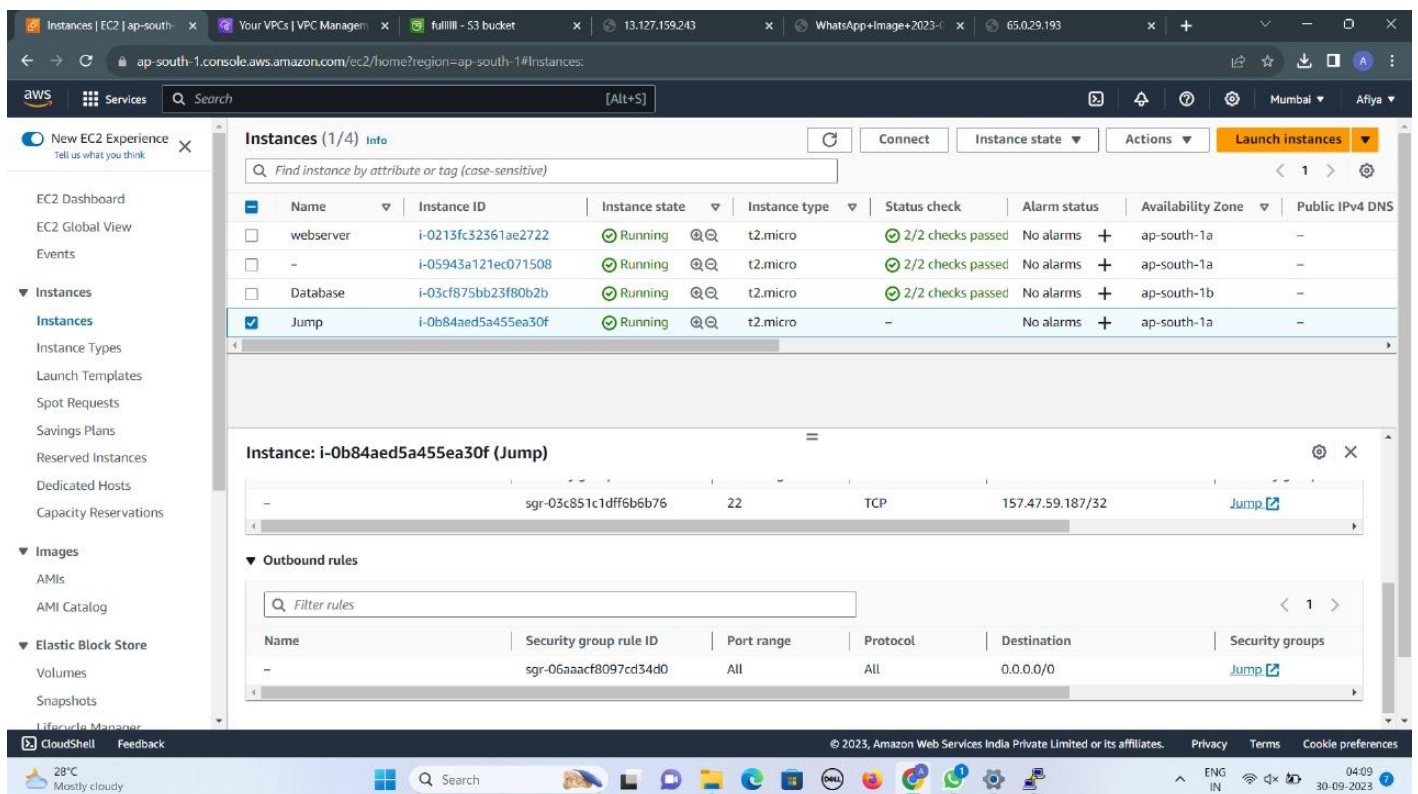 Instances | EC2 | ap-south- Your VPCs | VPC Managem fullllll - S3 bucket 13.127.159.243 WhatsApp+Image+2023-0 65.0.29.193
ap-south-1.console.aws.amazon.com/ec2/home?region=ap-south-1#Instances: A
aws Services Search [Alt+S] Mumbai Afiya
New EC2 Experience
Tell us what you think
EC2 Dashboard
EC2 Global View
Events
Instances
Instances
Instance Types
Launch Templates
Spot Requests
Savings Plans
Reserved Instances
Dedicated Hosts
Capacity Reservations
Images
AMIs
AMI Catalog
Elastic Block Store
Volumes
Snapshots
Lifecycle Manager
Instances (1/4) Info Connect Instance state Actions Launch instances
Find instance by attribute or tag (case-sensitive) 1
Name Instance ID Instance state Instance type Status check Alarm status Availability Zone Public IPv4 DNS
webserver i-0213fc32361ae2722 Running t2.micro 2/2 checks passed No alarms + ap-south-1a –
– i-05943a121ec071508 Running t2.micro 2/2 checks passed No alarms + ap-south-1a –
Database i-03cf875bb23f80b2b Running t2.micro 2/2 checks passed No alarms + ap-south-1b –
Jump i-0b84aed5a455ea30f Running t2.micro – No alarms + ap-south-1a –
Instance: i-0b84aed5a455ea30f (Jump)
– sgr-03c851c1dff6b6b76 22 TCP 157.47.59.187/32 Jump
Outbound rules
Filter rules 1
Name Security group rule ID Port range Protocol Destination Security groups
– sgr-06aaacf8097cd34d0 All All 0.0.0.0/0 Jump
CloudShell Feedback © 2023, Amazon Web Services India Private Limited or its affiliates. Privacy Terms Cookie preferences
28°C
Mostly cloudy
Search
DELL
ENG
IN
04:09
30-09-2023
7